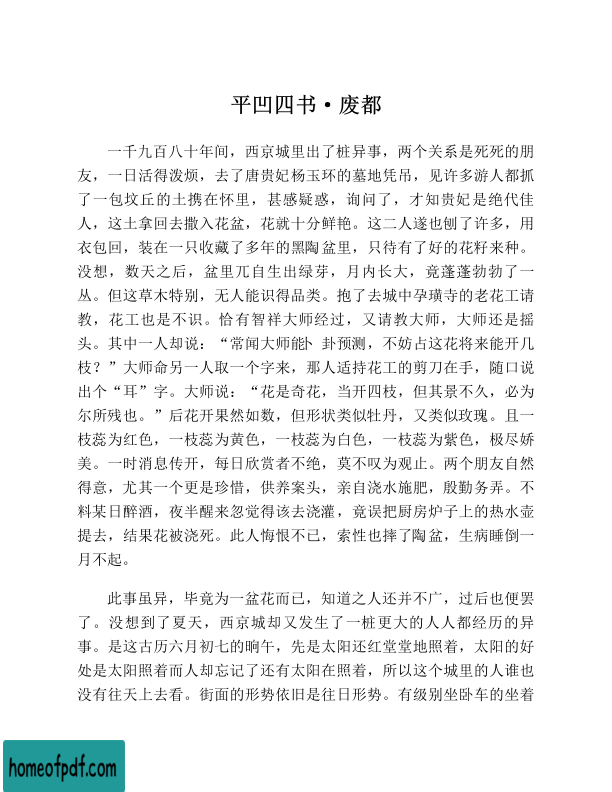 平凹四书•废都
一千九百八十年间，西京城里出了桩异事，两个关系是死死的朋
友，一日活得泼烦，去了唐贵妃杨玉环的墓地凭吊，见许多游人都抓
了一包坟丘的土携在怀里，甚感疑惑，询问了，才知贵妃是绝代佳
人，这土拿回去撒入花盆，花就十分鲜艳。这二人遂也刨了许多，用
衣包回，装在一只收藏了多年的黑陶盆里，只待有了好的花籽来种。
没想，数天之后，盆里兀自生出绿芽，月内长大，竟蓬蓬勃勃了一
丛。但这草木特别，无人能识得品类。抱了去城中孕璜寺的老花工请
教，花工也是不识。恰有智祥大师经过，又请教大师，大师还是摇
头。其中一人却说：“常闻大师能卜 卦预测，不妨占这花将来能开几
枝？”大师命另一人取一个字来，那人适持花工的剪刀在手，随口说
出个“耳”字。大师说：“花是奇花，当开四枝，但其景不久，必为
尔所残也。”后花开果然如数，但形状类似牡丹，又类似玫瑰。且一
枝蕊为红色，一枝蕊为黄色，一枝蕊为白色，一枝蕊为紫色，极尽娇
美。一时消息传开，每日欣赏者不绝，莫不叹为观止。两个朋友自然
得意，尤其一个更是珍惜，供养案头，亲自浇水施肥，殷勤务弄。不
料某日醉酒，夜半醒来忽觉得该去浇灌，竟误把厨房炉子上的热水壶
提去，结果花被浇死。此人悔恨不已，索性也摔了陶盆，生病睡倒一
月不起。
此事虽异，毕竟为一盆花而已，知道之人还并不广，过后也便罢
了。没想到了夏天，西京城却又发生了一桩更大的人人都经历的异
事。是这古历六月初七的晌午，先是太阳还红堂堂地照着，太阳的好
处是太阳照着而人却忘记了还有太阳在照着，所以这个城里的人谁也
没有往天上去看。街面的形势依旧是往日形势。有级别坐卧车的坐着
homeofpdf.com